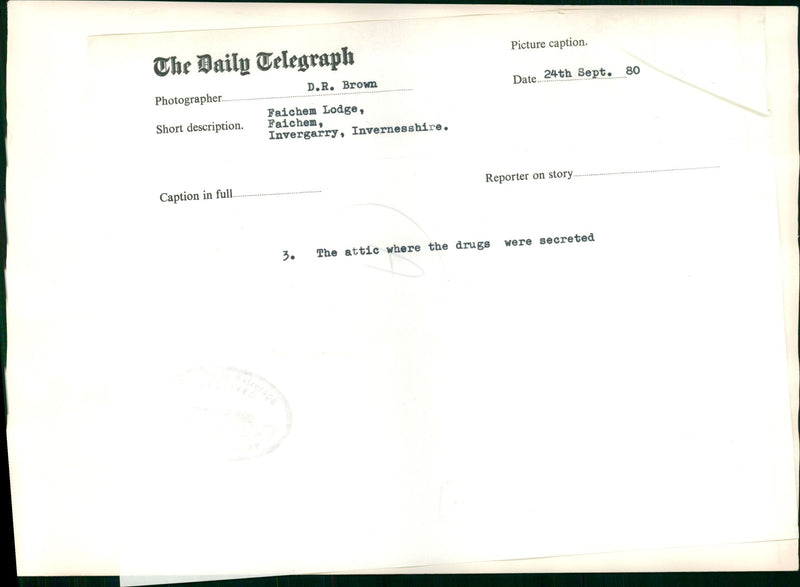 The Daily Telegraph
Picture caption.
Photographer D.R. Brown
Date 24th Sept. 80
Short description. Faichem Lodge,
Faichem,
Invergarry, Invernesshire.
Reporter on story
Caption in full
3. The attic where the drugs were secreted